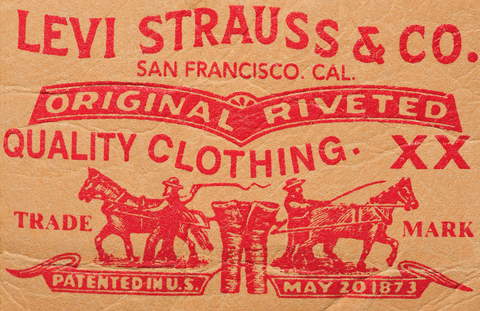 LEVI STRAUSS & CO.
SAN FRANCISCO. CAL.
ORIGINAL RIVETED
QUALITY CLOTHING. XX
TRADE MARK
PATENTED IN U.S. MAY 20 1873